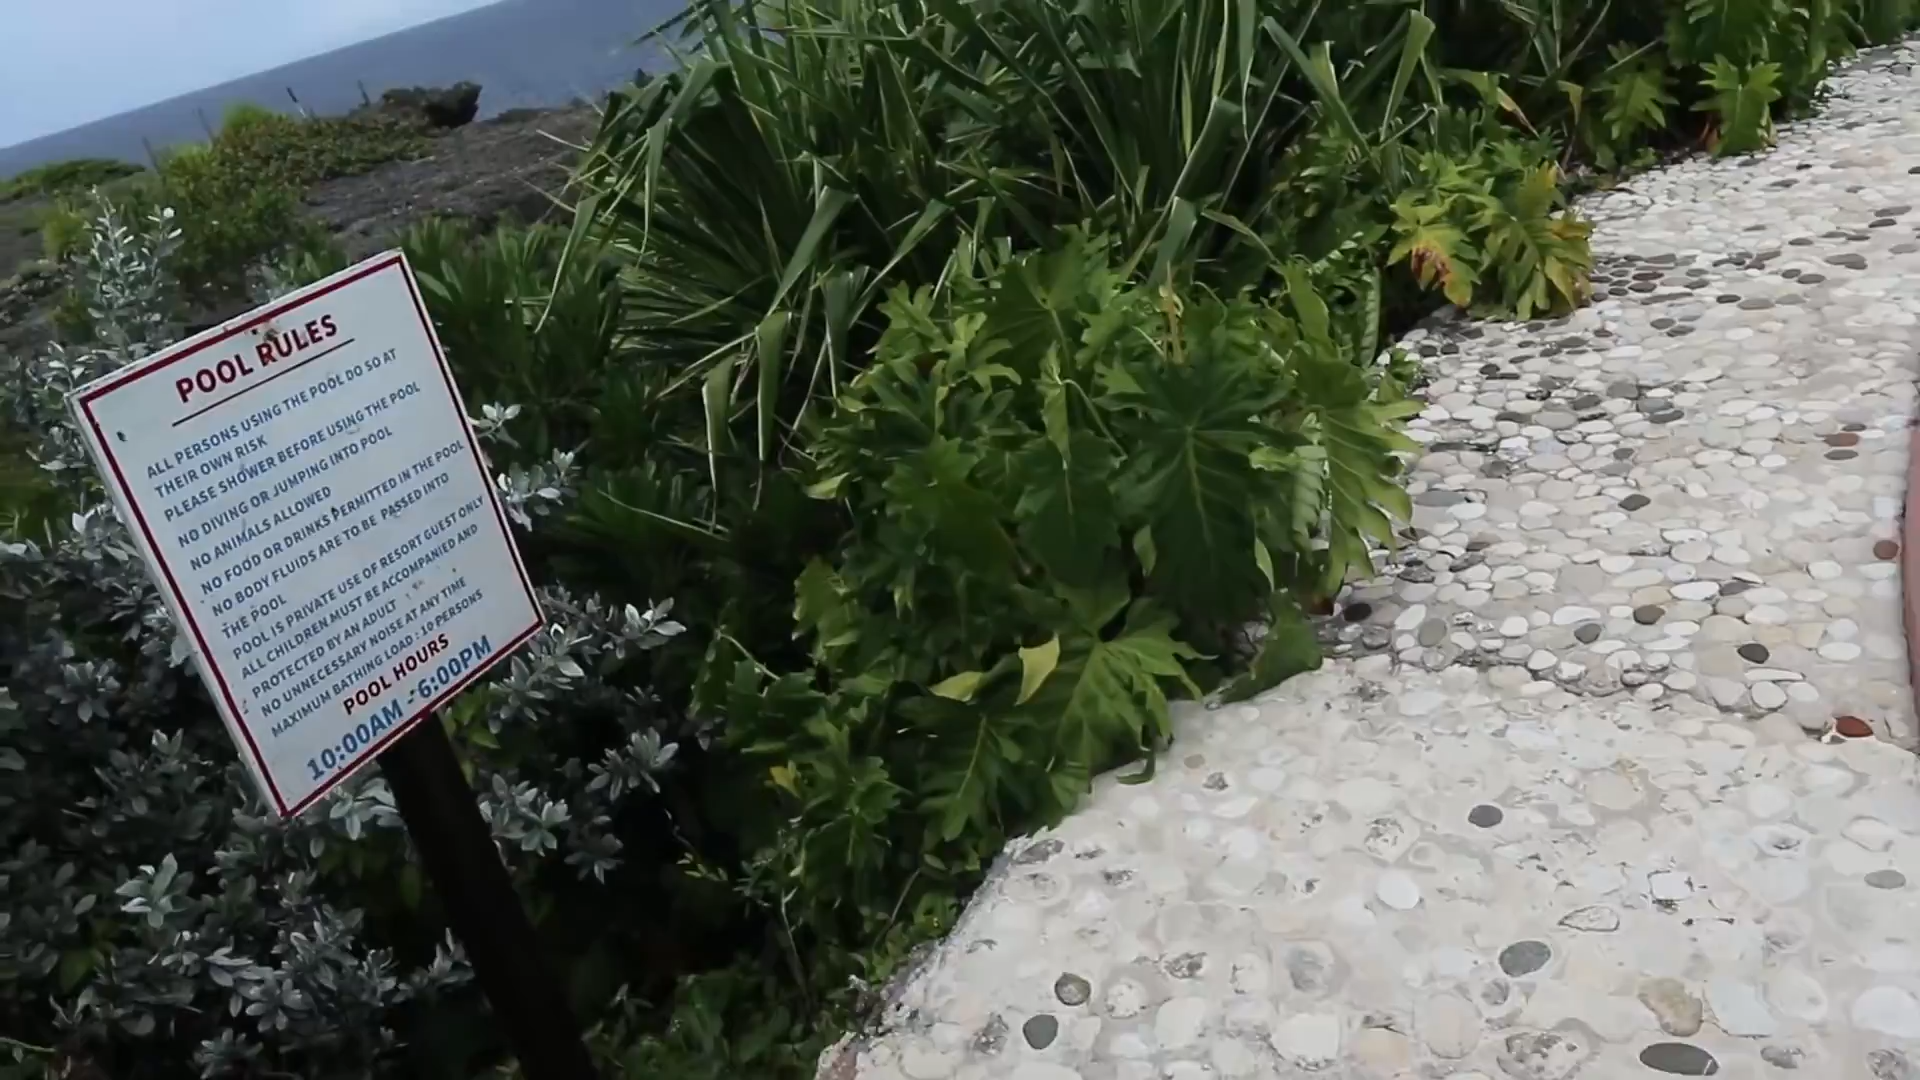 POOL RULES
ALL PERSONS USING THE POOL DO SO AT
THEIR OWN RISK
PLEASE SHOWER BEFORE USING THE POOL
NO DIVING OR JUMPING INTO POOL
NO ANIMALS ALLOWED
NO FOOD OR DRINKS PERMITTED IN THE POOL
NO BODY FLUIDS ARE TO BE PASSED INTO
THE POOL
POOL IS PRIVATE USE OF RESORT GUEST ONLY
ALL CHILDREN MUST BE ACCOMPANIED AND
PROTECTED BY AN ADULT
NO UNNECESSARY NOISE AT ANY TIME
MAXIMUM BATHING LOAD : 10 PERSONS
POOL HOURS
10:00AM - 6:00PM